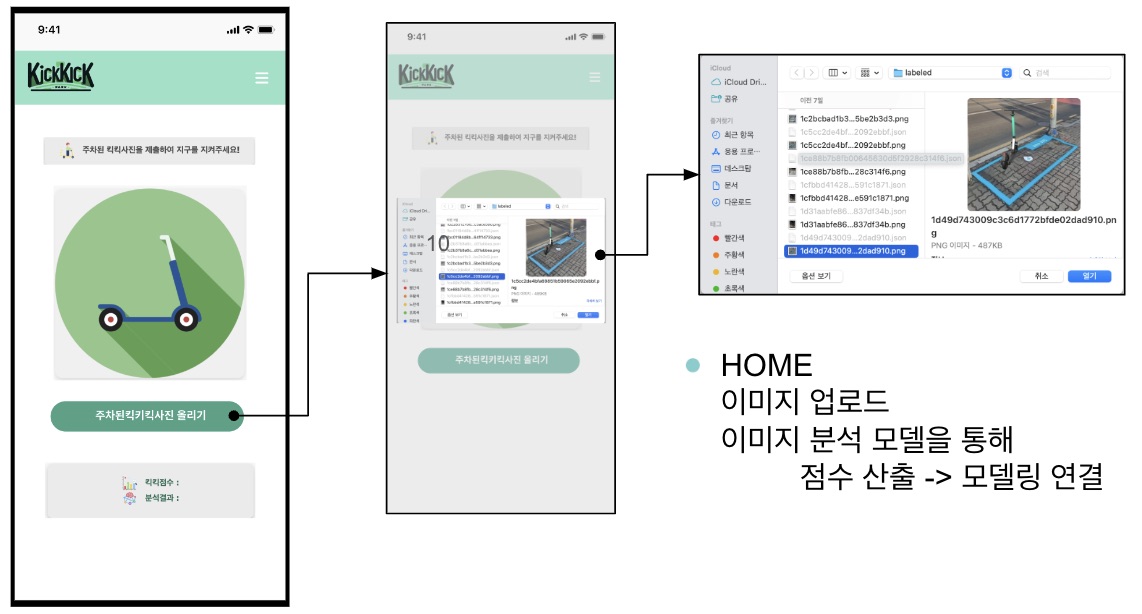 9:41
KICKKICK
PARK
주차된 킥킥사진을 제출하여 지구를 지켜주세요!
주차된킥카킥사진 올리기
킥킥점수 :
분석결과 :
9:41
KICKKICK
주차된 킥킥사진을 제출하여 지구를 지켜주세요!
10
주차된킥카킥사진 올리기
iCloud
iCloud Dri...
공유
즐겨찾기
최근 항목
응용 프로...
데스크탑
문서
다운로드
태그
빨간색
주황색
노란색
초록색
labeled
검색
이전 7일
1c2bcbad1b3...5be2b3d3.png
1c5cc2de4bf...2092ebbf.json
1c5cc2de4bf...2092ebbf.png
1ce88b7b8fb...28c314f6.png
1cfbbd41428...591c1871.json
1cfbbd41428...e591c1871.png
1d31aabfe86...837df34b.json
1d31aabfe86...837df34b.png
1d49d743009...2dad910.json
1d49d743009...2dad910.png
1d49d743009c3c6d1772bfde02dad910.pn
g
PNG 이미지 - 487KB
옵션 보기
취소
열기
HOME
이미지 업로드
이미지 분석 모델을 통해
점수 산출 -> 모델링 연결